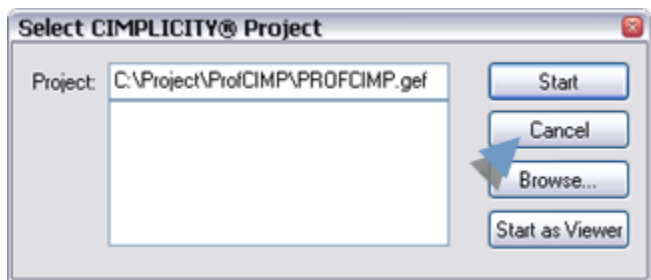 Select CIMPLICITY® Project
Project: C:\Project\ProfCIMP\PROFCIMP.gef
Start
Cancel
Browse...
Start as Viewer